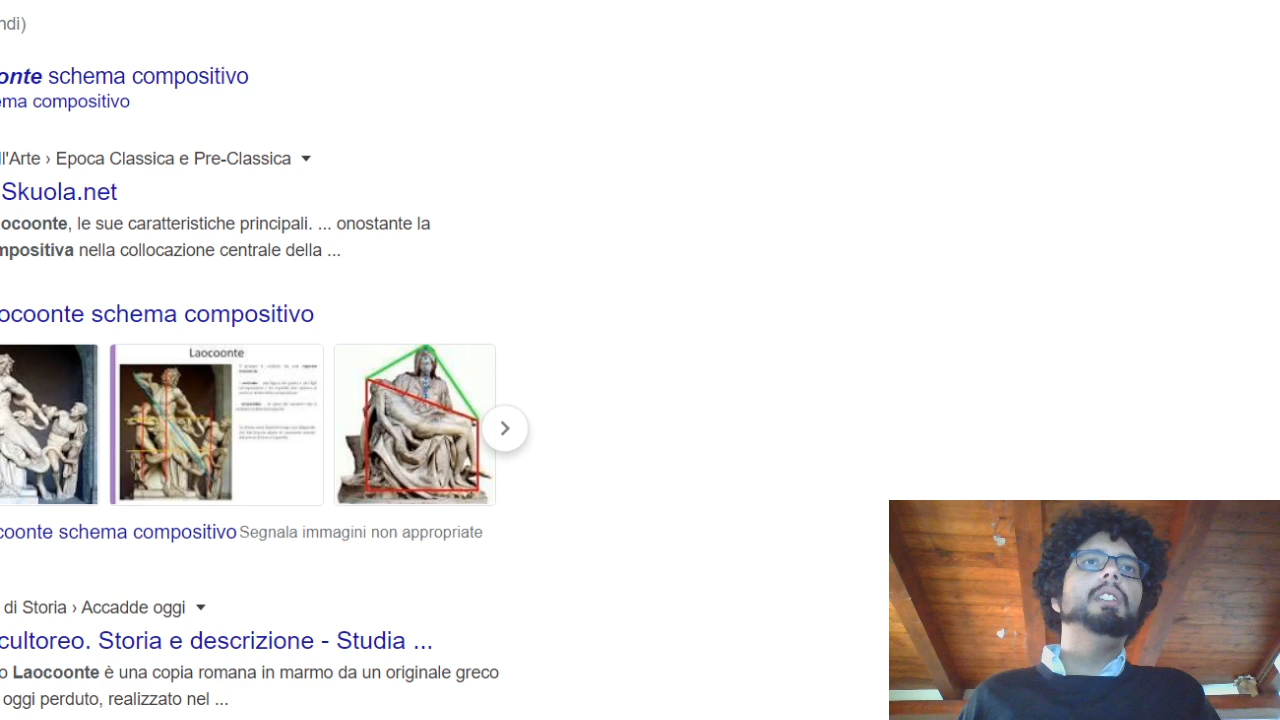 ndi)
onte schema compositivo
ema compositivo
ll'Arte › Epoca Classica e Pre-Classica
Skuola.net
ocoonte, le sue caratteristiche principali. ... onostante la
mpositiva nella collocazione centrale della ...
ocoonte schema compositivo
Laocoonte
coonte schema compositivo Segnala immagini non appropriate
di Storia › Accadde oggi
cultoreo. Storia e descrizione - Studia ...
o Laocoonte è una copia romana in marmo da un originale greco
oggi perduto, realizzato nel ...